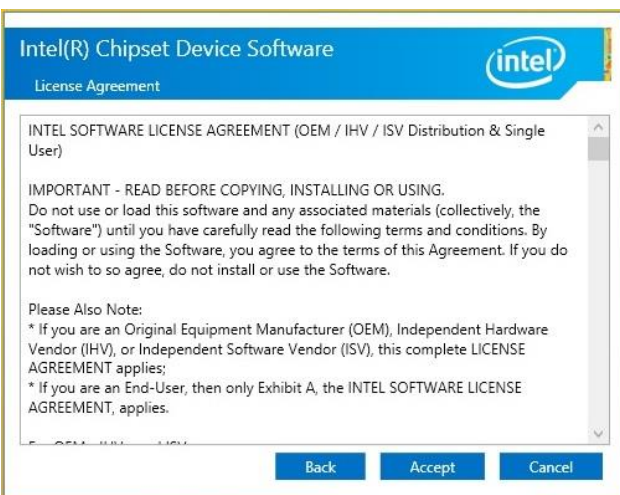 Intel(R) Chipset Device Software
intel
License Agreement
INTEL SOFTWARE LICENSE AGREEMENT (OEM / IHV / ISV Distribution & Single
User)
IMPORTANT - READ BEFORE COPYING, INSTALLING OR USING.
Do not use or load this software and any associated materials (collectively, the
"Software") until you have carefully read the following terms and conditions. By
loading or using the Software, you agree to the terms of this Agreement. If you do
not wish to so agree, do not install or use the Software.
Please Also Note:
* If you are an Original Equipment Manufacturer (OEM), Independent Hardware
Vendor (IHV), or Independent Software Vendor (ISV), this complete LICENSE
AGREEMENT applies;
* If you are an End-User, then only Exhibit A, the INTEL SOFTWARE LICENSE
AGREEMENT, applies.
Back Accept Cancel